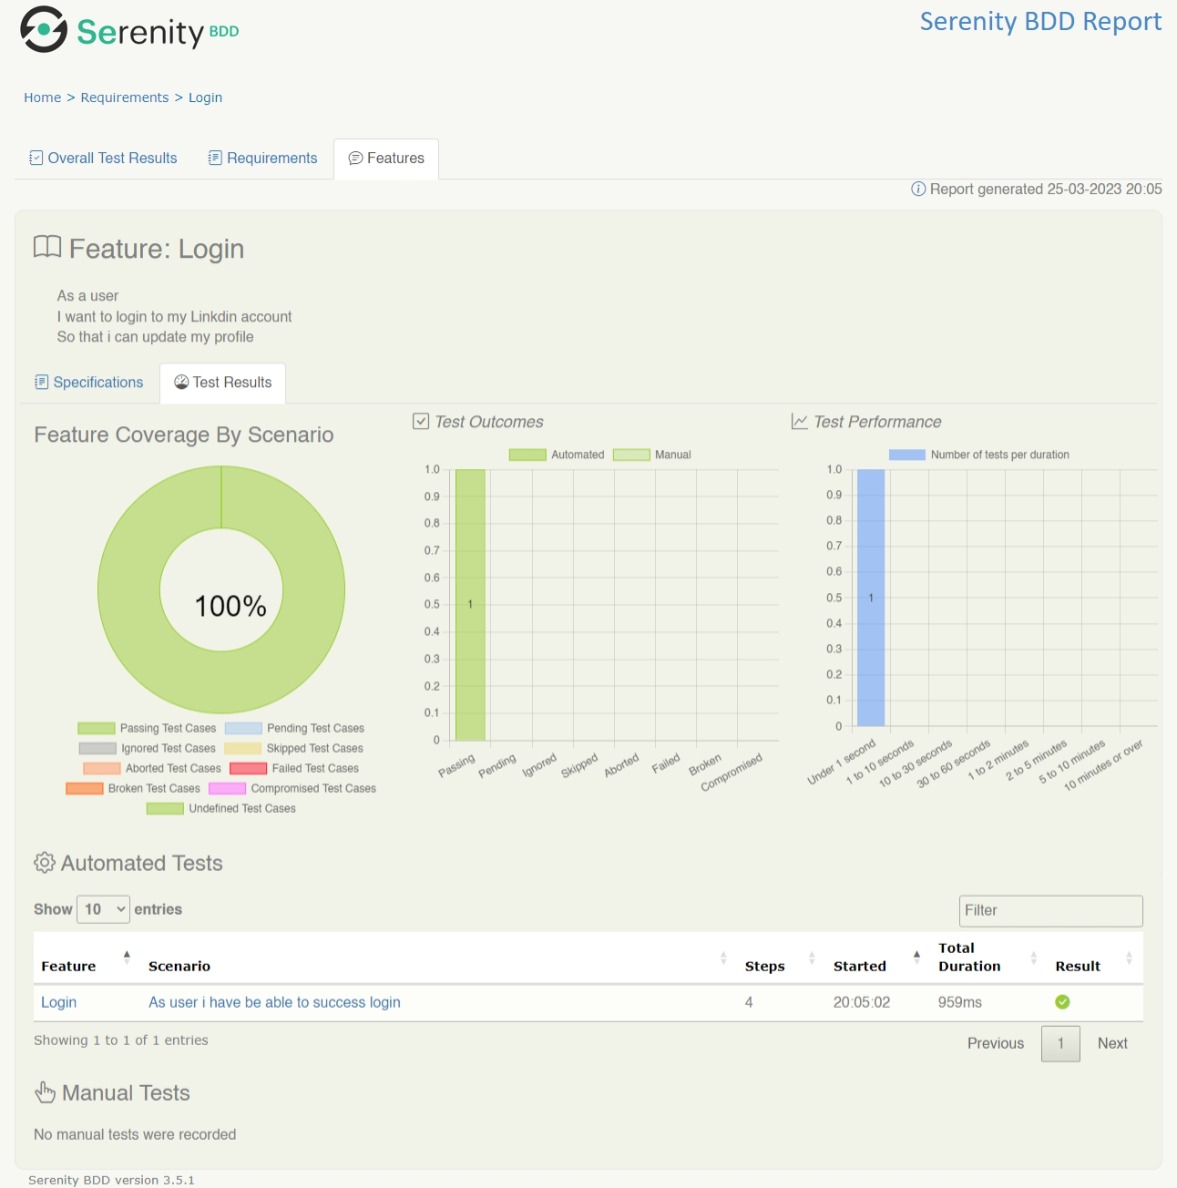 Serenity BDD
Serenity BDD Report
Home > Requirements > Login
Overall Test Results Requirements Features
Report generated 25-03-2023 20:05
Feature: Login
As a user
I want to login to my Linkdin account
So that i can update my profile
Specifications Test Results
Feature Coverage By Scenario
100%
Passing Test Cases Pending Test Cases
Ignored Test Cases Skipped Test Cases
Aborted Test Cases Failed Test Cases
Broken Test Cases Compromised Test Cases
Undefined Test Cases
Test Outcomes
Automated Manual
1.0
0.9
0.8
0.7
0.6
0.5
0.4
0.3
0.2
0.1
0
1
Passing Pending Ignored Skipped Aborted Failed Broken Compromised
Test Performance
Number of tests per duration
1.0
0.9
0.8
0.7
0.6
0.5
0.4
0.3
0.2
0.1
0
1
Under 1 second 1 to 10 seconds 10 to 30 seconds 30 to 60 seconds 1 to 2 minutes 2 to 5 minutes 5 to 10 minutes 10 minutes or over
Automated Tests
Show 10 entries
Filter
Feature Scenario Steps Started Total Duration Result
Login As user i have be able to success login 4 20:05:02 959ms
Showing 1 to 1 of 1 entries
Previous 1 Next
Manual Tests
No manual tests were recorded
Serenity BDD version 3.5.1